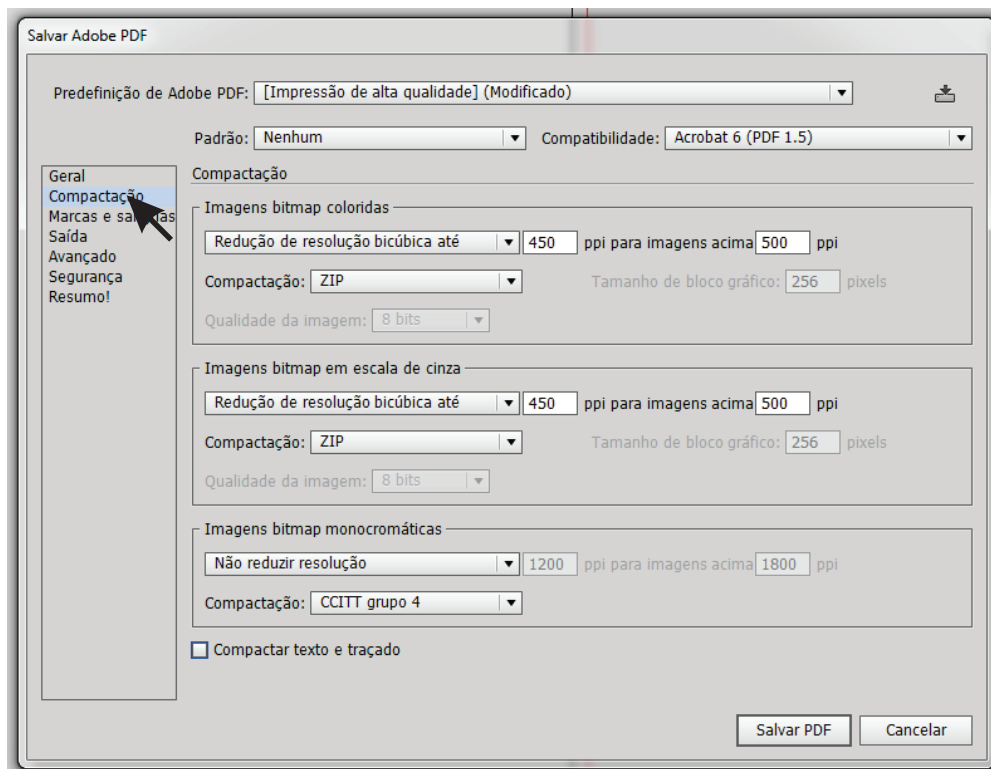 Salvar Adobe PDF
Predefinição de Adobe PDF: [Impressão de alta qualidade] (Modificado)
Padrão: Nenhum Compatibilidade: Acrobat 6 (PDF 1.5)
Geral
Compactação
Marcas e
Saída
Avançado
Segurança
Resumo!
Compactação
Imagens bitmap coloridas
Redução de resolução bicúbica até 450 ppi para imagens acima 500 ppi
Compactação: ZIP Tamanho de bloco gráfico: 256 pixels
Qualidade da imagem: 8 bits
Imagens bitmap em escala de cinza
Redução de resolução bicúbica até 450 ppi para imagens acima 500 ppi
Compactação: ZIP Tamanho de bloco gráfico: 256 pixels
Qualidade da imagem: 8 bits
Imagens bitmap monocromáticas
Não reduzir resolução 1200 ppi para imagens acima 1800 ppi
Compactação: CCITT grupo 4
Compactar texto e traçado
Salvar PDF Cancelar